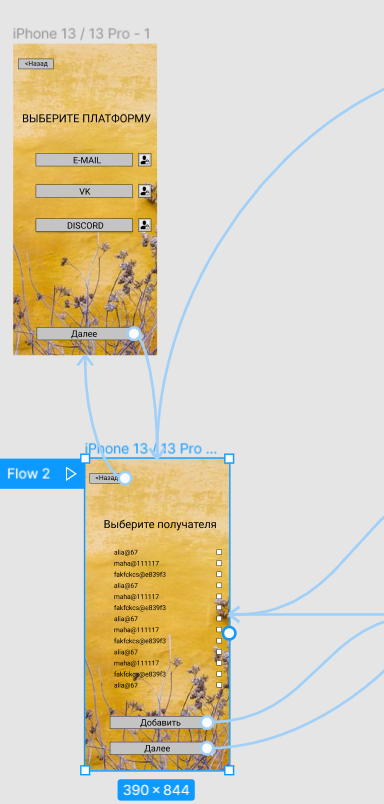 iPhone 13 / 13 Pro - 1
<Назад
ВЫБЕРИТЕ ПЛАТФОРМУ
E-MAIL
VK
DISCORD
Далее
iPhone 13 / 13 Pro ...
Flow 2
<Назад
Выберите получателя
alia@67
maha@111117
fakfckcs@e839f3
alia@67
maha@111117
fakfckcs@e839f3
alia@67
maha@111117
fakfckcs@e839f3
alia@67
maha@111117
fakfckcs@e839f3
alia@67
Добавить
Далее
390 × 844